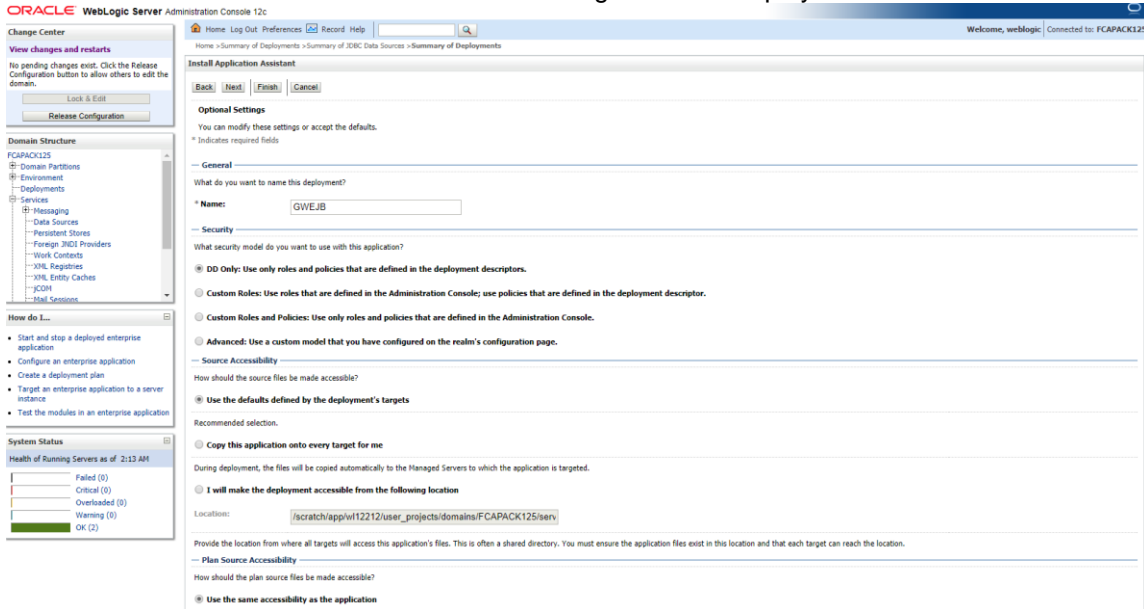 ORACLE WebLogic Server Administration Console 12c
Change Center
View changes and restarts
No pending changes exist. Click the Release
Configuration button to allow others to edit the
domain.
Lock & Edit
Release Configuration
Domain Structure
FCAPACK125
Domain Partitions
Environment
Deployments
Services
Messaging
Data Sources
Persistent Stores
Foreign JNDI Providers
Work Contexts
XML Registries
XML Entity Caches
jCOM
Mail Sessions
How do I...
Start and stop a deployed enterprise
application
Configure an enterprise application
Create a deployment plan
Target an enterprise application to a server
instance
Test the modules in an enterprise application
System Status
Health of Running Servers as of 2:13 AM
Failed (0)
Critical (0)
Overloaded (0)
Warning (0)
OK (2)
Home Log Out Preferences Record Help
Welcome, weblogic Connected to: FCAPACK125
Home >Summary of Deployments >Summary of JDBC Data Sources >Summary of Deployments
Install Application Assistant
Back Next Finish Cancel
Optional Settings
You can modify these settings or accept the defaults.
* Indicates required fields
General
What do you want to name this deployment?
* Name: GWEJB
Security
What security model do you want to use with this application?
DD Only: Use only roles and policies that are defined in the deployment descriptors.
Custom Roles: Use roles that are defined in the Administration Console; use policies that are defined in the deployment descriptor.
Custom Roles and Policies: Use only roles and policies that are defined in the Administration Console.
Advanced: Use a custom model that you have configured on the realm's configuration page.
Source Accessibility
How should the source files be made accessible?
Use the defaults defined by the deployment's targets
Recommended selection.
Copy this application onto every target for me
During deployment, the files will be copied automatically to the Managed Servers to which the application is targeted.
I will make the deployment accessible from the following location
Location: /scratch/app/wl12212/user_projects/domains/FCAPACK125/serv
Provide the location from where all targets will access this application's files. This is often a shared directory. You must ensure the application files exist in this location and that each target can reach the location.
Plan Source Accessibility
How should the plan source files be made accessible?
Use the same accessibility as the application